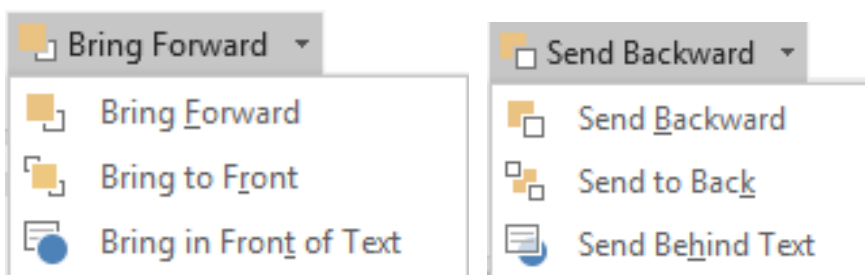 Bring Forward
Bring Forward
Bring to Front
Bring in Front of Text
Send Backward
Send Backward
Send to Back
Send Behind Text